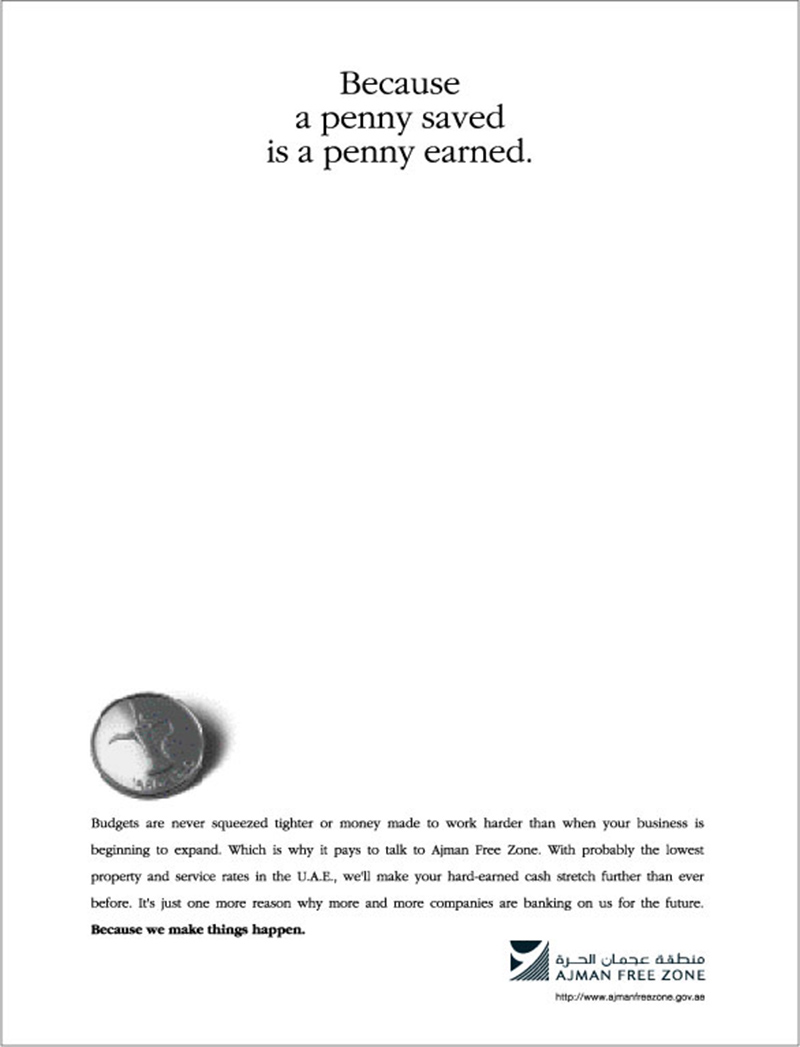 Because
a penny saved
is a penny earned.
Budgets are never squeezed tighter or money made to work harder than when your business is
beginning to expand. Which is why it pays to talk to Ajman Free Zone. With probably the lowest
property and service rates in the U.A.E., we'll make your hard-earned cash stretch further than ever
before. It's just one more reason why more and more companies are banking on us for the future.
Because we make things happen.
منطقة عجمان الحرة
AJMAN FREE ZONE
http://www.ajmanfreezone.gov.ae